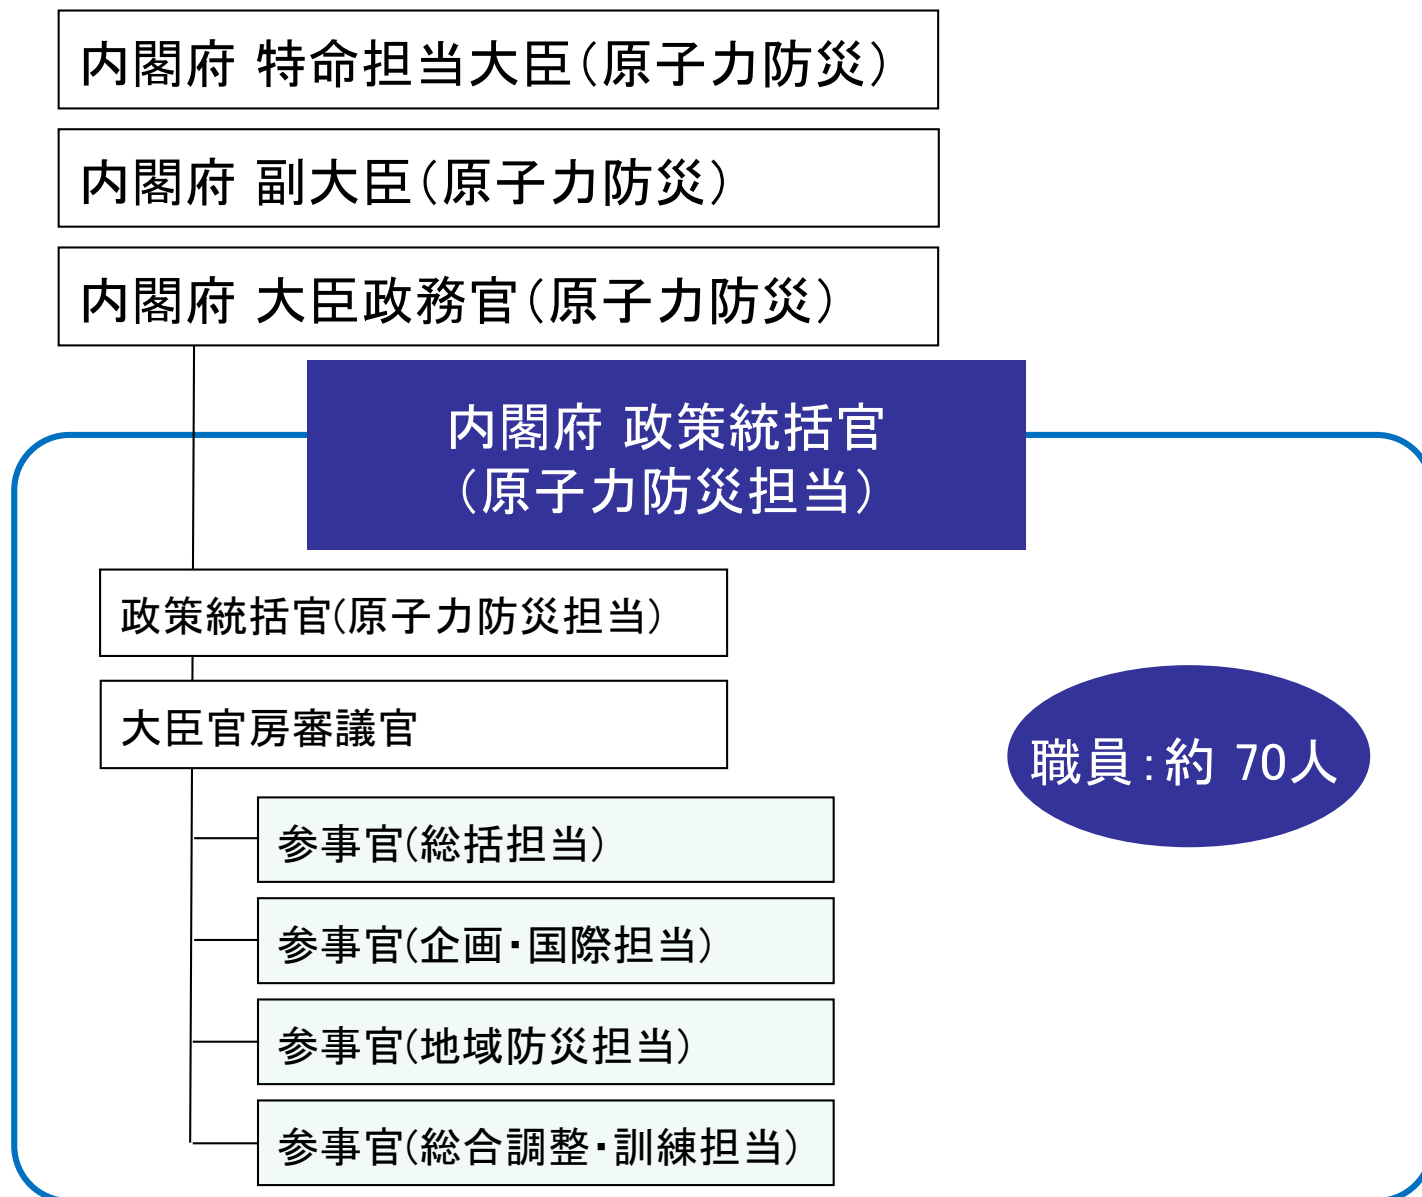 内閣府 特命担当大臣(原子力防災)
内閣府 副大臣(原子力防災)
内閣府 大臣政務官(原子力防災)
内閣府 政策統括官
(原子力防災担当)
政策統括官(原子力防災担当)
大臣官房審議官
職員:約 70人
参事官(総括担当)
参事官(企画・国際担当)
参事官(地域防災担当)
参事官(総合調整・訓練担当)